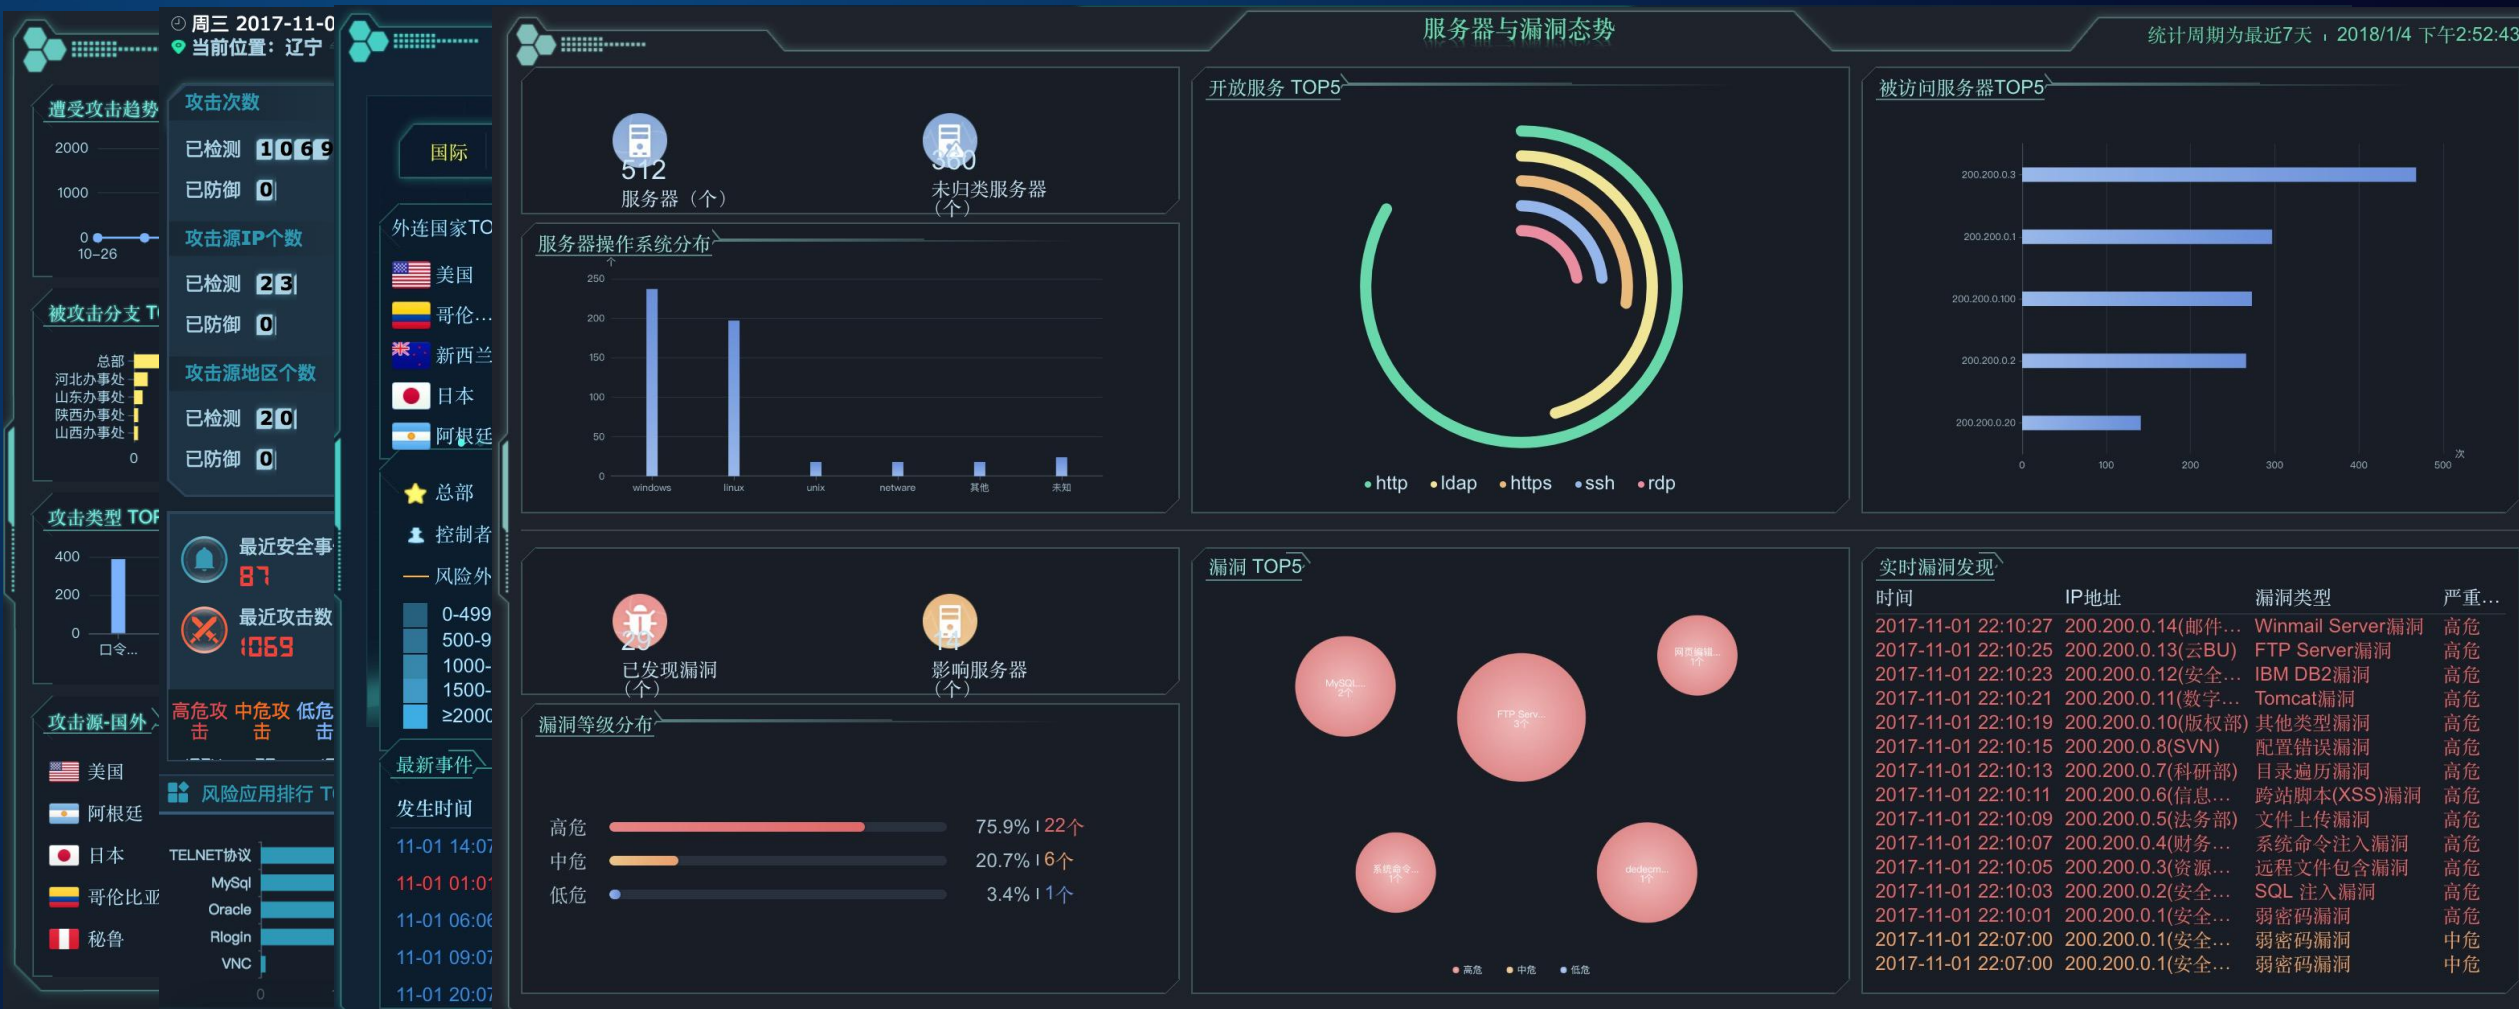 遭受攻击趋势
2000
1000
0
10-26
被攻击分支
总部
河北办事处
山东办事处
陕西办事处
山西办事处
0
攻击类型 TOP
400
200
0
口令...
攻击源-国外
美国
阿根廷
日本
哥伦比亚
秘鲁
周三 2017-11-0
当前位置：辽宁
攻击次数
已检测 1069
已防御 0
攻击源IP个数
已检测 23
已防御 0
攻击源地区个数
已检测 20
已防御 0
最近安全事
87
最近攻击数
1069
高危攻击 中危攻击 低危击
风险应用排行
TELNET协议
MySql
Oracle
Rlogin
VNC
0
国际
外连国家TO
美国
哥伦...
新西兰
日本
阿根廷
总部
控制者
风险外
0-499
500-9
1000-
1500-
≥2000
最新事件
发生时间
11-01 14:07
11-01 01:01
11-01 06:06
11-01 09:07
11-01 20:07
服务器与漏洞态势
统计周期为最近7天 | 2018/1/4 下午2:52:43
512
服务器（个）
360
未归类服务器
（个）
服务器操作系统分布
个
250
200
150
100
50
0
windows linux unix netware 其他 未知
开放服务 TOP5
http ldap https ssh rdp
被访问服务器TOP5
200.200.0.3
200.200.0.1
200.200.0.100
200.200.0.2
200.200.0.20
次
0 100 200 300 400 500
29
已发现漏洞
（个）
14
影响服务器
（个）
漏洞等级分布
高危 75.9% | 22个
中危 20.7% | 6个
低危 3.4% | 1个
漏洞 TOP5
MySQL...
2个
FTP Serv...
3个
网页编辑...
1个
系统命令...
1个
dedecm...
1个
高危 中危 低危
实时漏洞发现
时间 IP地址 漏洞类型 严重...
2017-11-01 22:10:27 200.200.0.14(邮件... Winmail Server漏洞 高危
2017-11-01 22:10:25 200.200.0.13(云BU) FTP Server漏洞 高危
2017-11-01 22:10:23 200.200.0.12(安全... IBM DB2漏洞 高危
2017-11-01 22:10:21 200.200.0.11(数字... Tomcat漏洞 高危
2017-11-01 22:10:19 200.200.0.10(版权部) 其他类型漏洞 高危
2017-11-01 22:10:15 200.200.0.8(SVN) 配置错误漏洞 高危
2017-11-01 22:10:13 200.200.0.7(科研部) 目录遍历漏洞 高危
2017-11-01 22:10:11 200.200.0.6(信息... 跨站脚本(XSS)漏洞 高危
2017-11-01 22:10:09 200.200.0.5(法务部) 文件上传漏洞 高危
2017-11-01 22:10:07 200.200.0.4(财务... 系统命令注入漏洞 高危
2017-11-01 22:10:05 200.200.0.3(资源... 远程文件包含漏洞 高危
2017-11-01 22:10:03 200.200.0.2(安全... SQL 注入漏洞 高危
2017-11-01 22:10:01 200.200.0.1(安全... 弱密码漏洞 高危
2017-11-01 22:07:00 200.200.0.1(安全... 弱密码漏洞 中危
2017-11-01 22:07:00 200.200.0.1(安全... 弱密码漏洞 中危